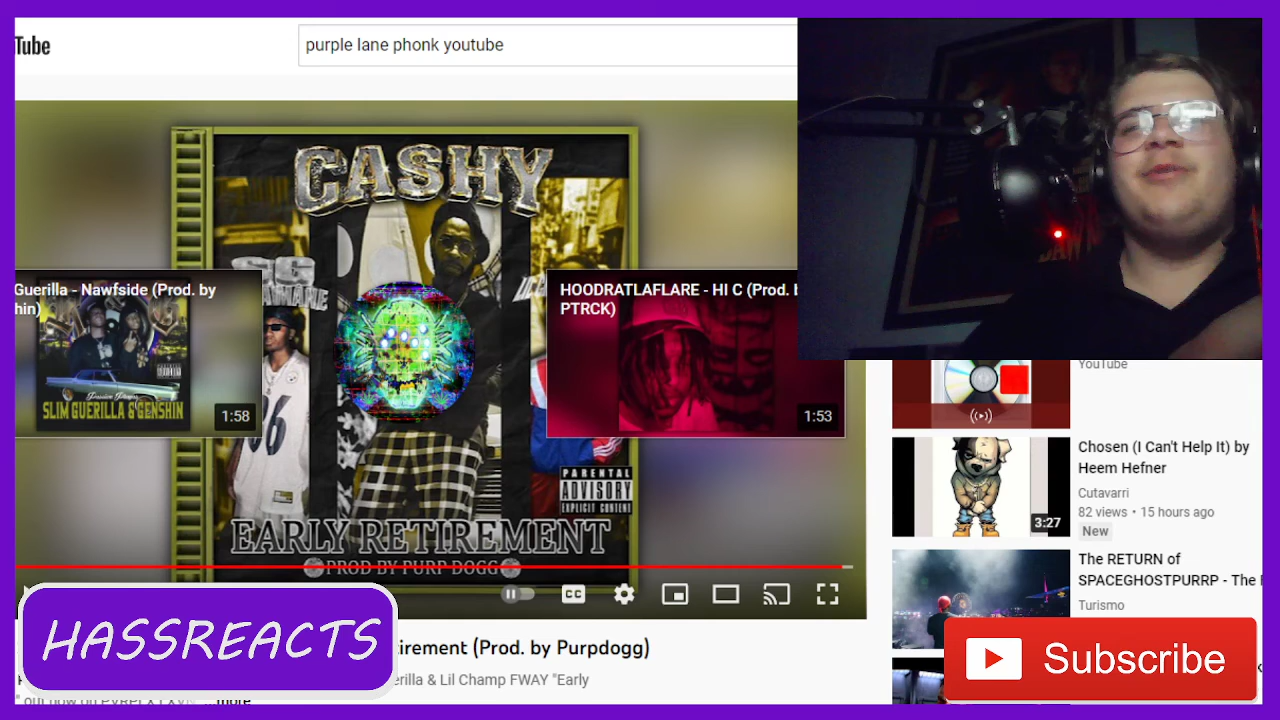 Tube
purple lane phonk youtube
CASHY
Guerilla - Nawfside (Prod. by
hin)
SLIM GUERILLA & GENSHIN
1:58
HOODRATLAFLARE - HI C (Prod. b
PTRCK)
1:53
PARENTAL
ADVISORY
EXPLICIT CONTENT
EARLY RETIREMENT
PROD BY PURP DOGG
CC
HASSREACTS
irement (Prod. by Purpdogg)
erilla & Lil Champ FWAY "Early
...more
YouTube
Chosen (I Can't Help It) by
Heem Hefner
Cutavarri
82 views • 15 hours ago
New
3:27
The RETURN of
SPACEGHOSTPURRP - The
Turismo
Subscribe